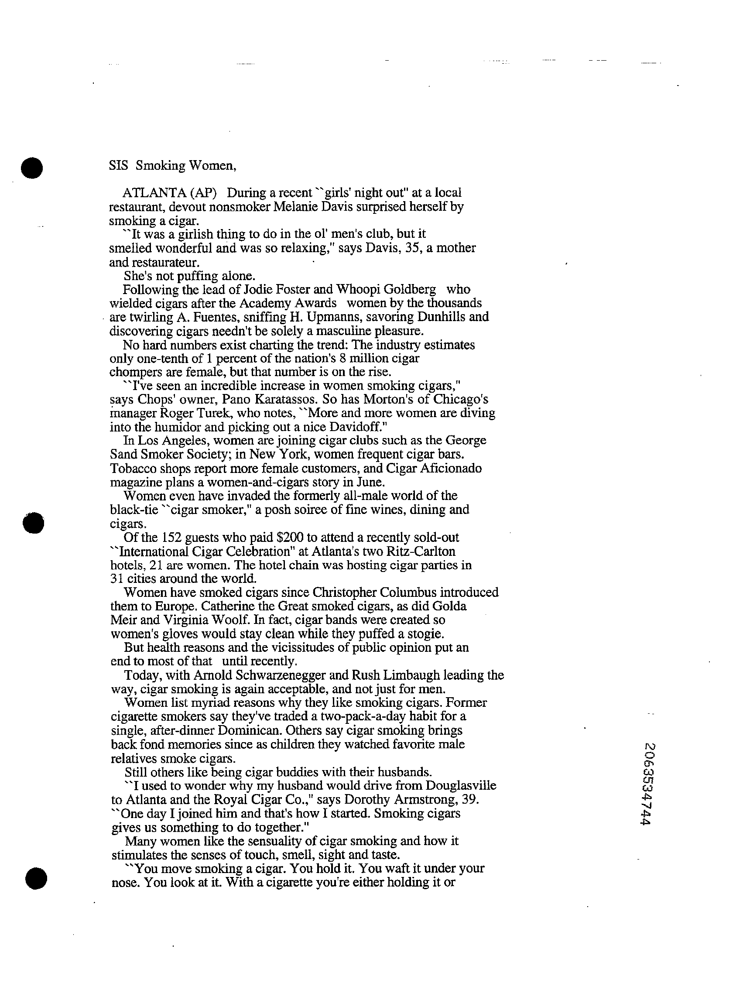 SIS  Smoking Women,
ATLANTA (AP)   During a recent ``girls' night out" at a local
restaurant, devout nonsmoker Melanie Davis surprised herself by
smoking a cigar.
``It was a girlish thing to do in the ol' men's club, but it
smelled wonderful and was so relaxing," says Davis, 35, a mother
and restaurateur.
She's not puffing alone.
Following the lead of Jodie Foster and Whoopi Goldberg   who
wielded cigars after the Academy Awards   women by the thousands
are twirling A. Fuentes, sniffing H. Upmanns, savoring Dunhills and
discovering cigars needn't be solely a masculine pleasure.
No hard numbers exist charting the trend: The industry estimates
only one-tenth of 1 percent of the nation's 8 million cigar
chompers are female, but that number is on the rise.
``I've seen an incredible increase in women smoking cigars,"
says Chops' owner, Pano Karatassos. So has Morton's of Chicago's
manager Roger Turek, who notes, ``More and more women are diving
into the humidor and picking out a nice Davidoff."
In Los Angeles, women are joining cigar clubs such as the George
Sand Smoker Society; in New York, women frequent cigar bars.
Tobacco shops report more female customers, and Cigar Aficionado
magazine plans a women-and-cigars story in June.
Women even have invaded the formerly all-male world of the
black-tie ``cigar smoker," a posh soiree of fine wines, dining and
cigars.
Of the 152 guests who paid $200 to attend a recently sold-out
``International Cigar Celebration" at Atlanta's two Ritz-Carlton
hotels, 21 are women. The hotel chain was hosting cigar parties in
31 cities around the world.
Women have smoked cigars since Christopher Columbus introduced
them to Europe. Catherine the Great smoked cigars, as did Golda
Meir and Virginia Woolf. In fact, cigar bands were created so
women's gloves would stay clean while they puffed a stogie.
But health reasons and the vicissitudes of public opinion put an
end to most of that   until recently.
Today, with Arnold Schwarzenegger and Rush Limbaugh leading the
way, cigar smoking is again acceptable, and not just for men.
Women list myriad reasons why they like smoking cigars. Former
cigarette smokers say they've traded a two-pack-a-day habit for a
single, after-dinner Dominican. Others say cigar smoking brings
back fond memories since as children they watched favorite male
relatives smoke cigars.
Still others like being cigar buddies with their husbands.
``I used to wonder why my husband would drive from Douglasville
to Atlanta and the Royal Cigar Co.," says Dorothy Armstrong, 39.
``One day I joined him and that's how I started. Smoking cigars
gives us something to do together."
Many women like the sensuality of cigar smoking and how it
stimulates the senses of touch, smell, sight and taste.
``You move smoking a cigar. You hold it. You waft it under your
nose. You look at it. With a cigarette you're either holding it or
2063534744